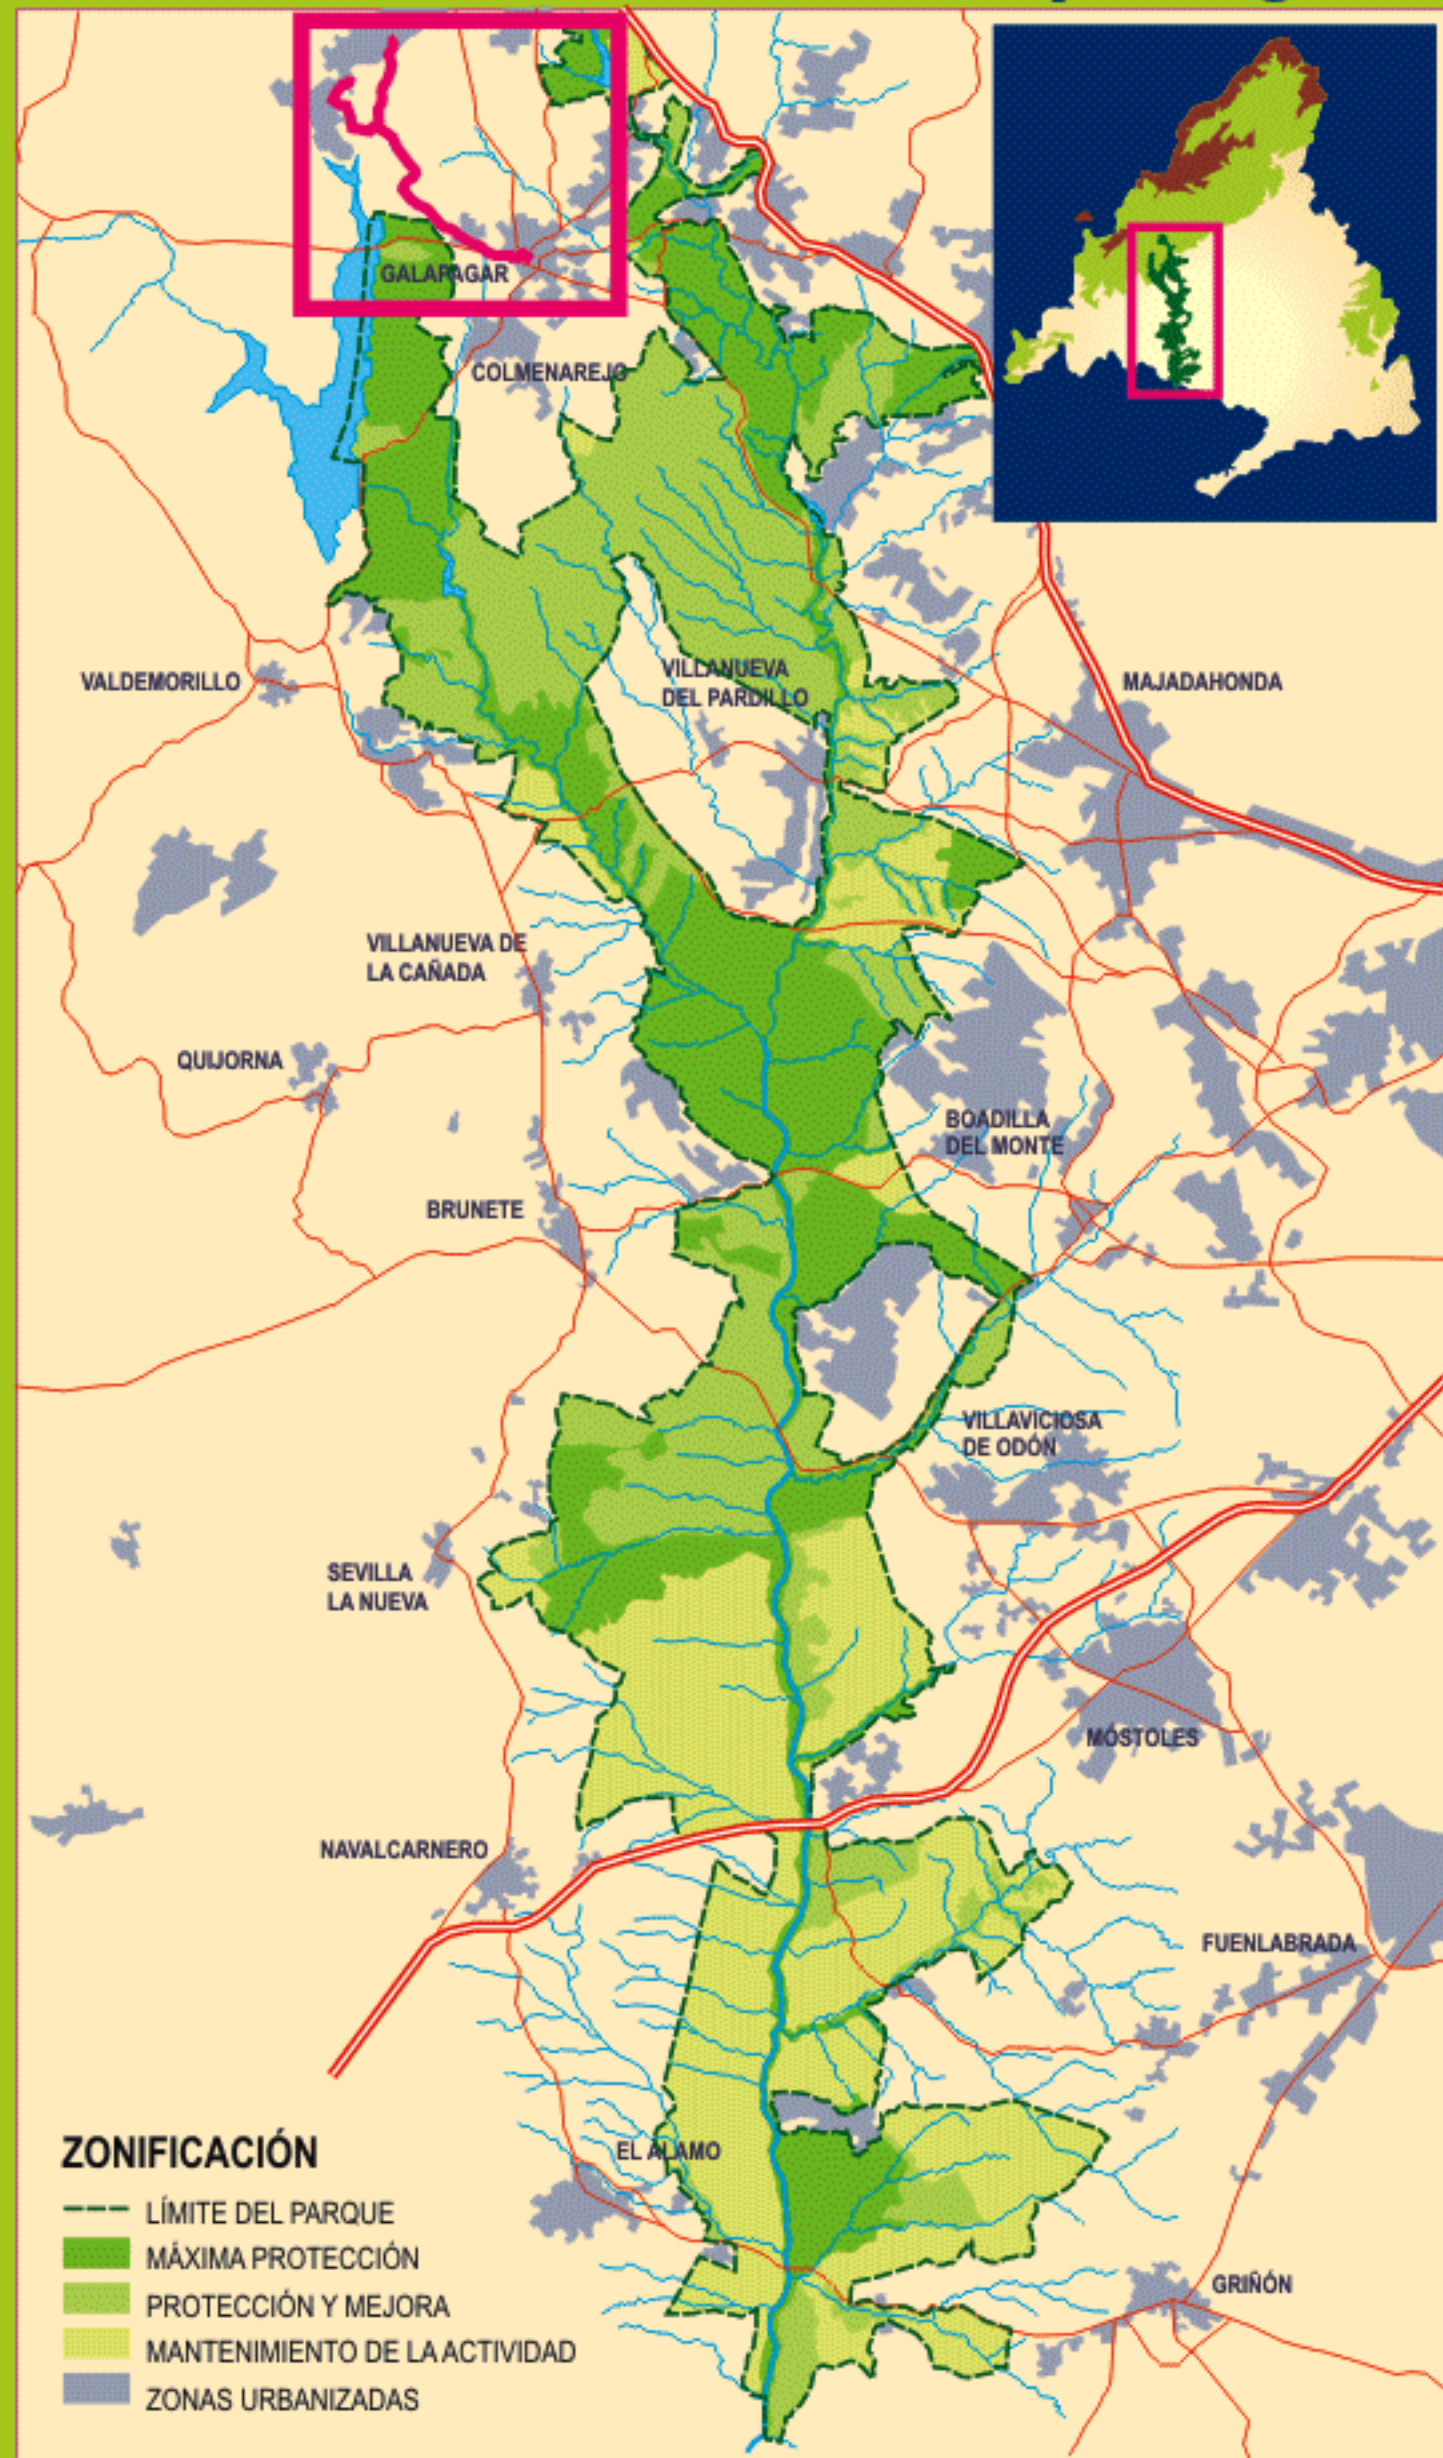 GALAPAGAR
COLMENAREJO
VALDEMORILLO
VILLANUEVA
DEL PARDILLO
MAJADAHONDA
VILLANUEVA DE
LA CAÑADA
QUIJORNA
BOADILLA
DEL MONTE
BRUNETE
VILLAVICIOSA
DE ODÓN
SEVILLA
LA NUEVA
MÓSTOLES
NAVALCARNERO
FUENLABRADA
EL ÁLAMO
GRIÑÓN
ZONIFICACIÓN
LÍMITE DEL PARQUE
MÁXIMA PROTECCIÓN
PROTECCIÓN Y MEJORA
MANTENIMIENTO DE LA ACTIVIDAD
ZONAS URBANIZADAS